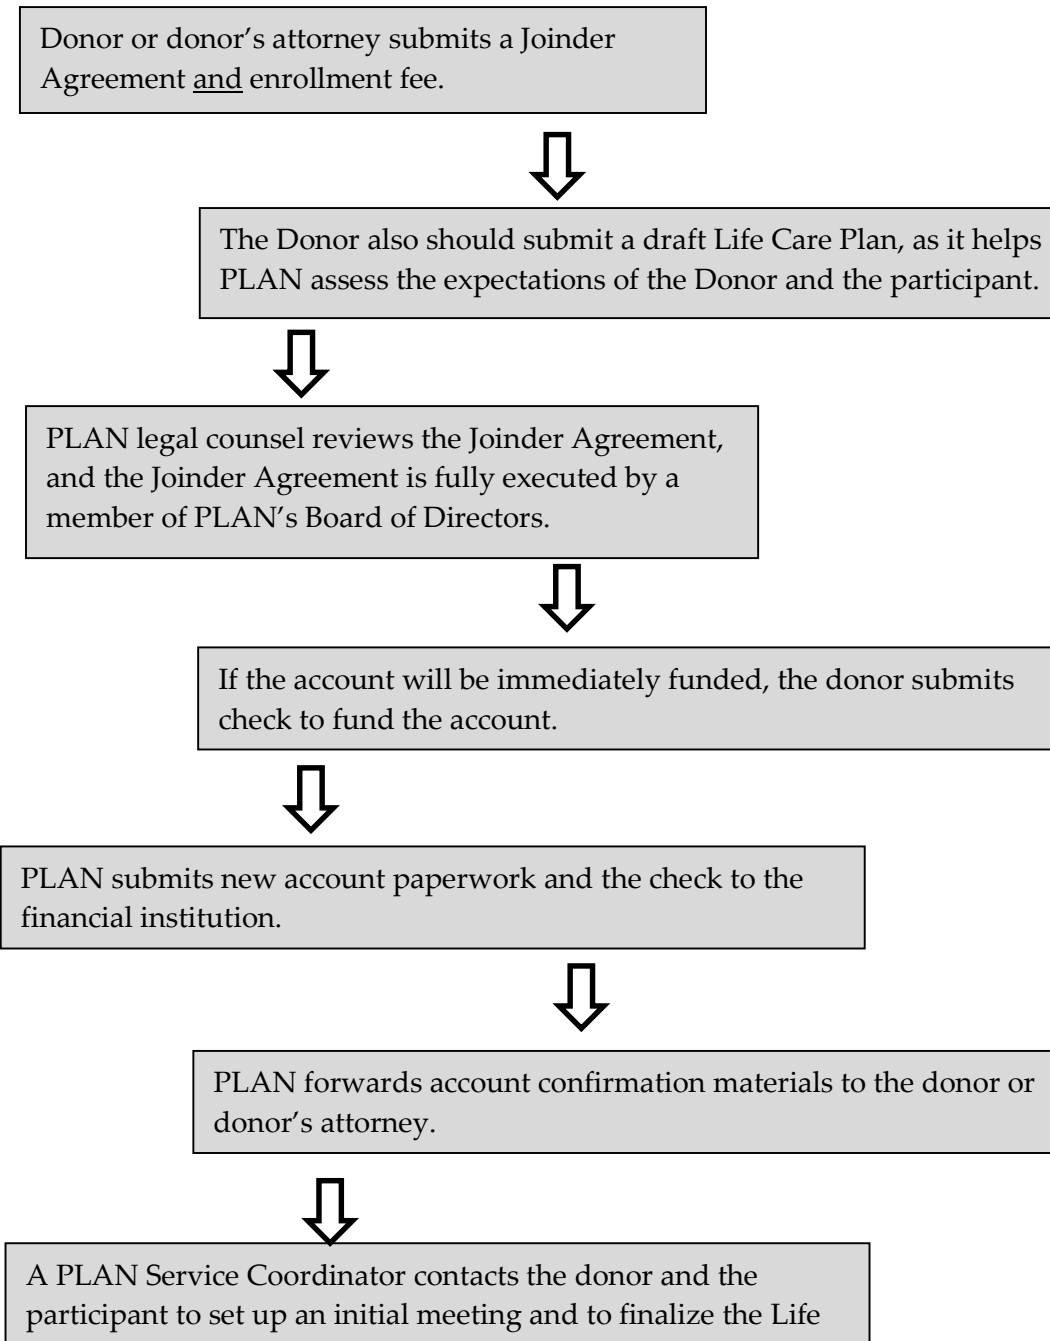 Donor or donor’s attorney submits a Joinder
Agreement and enrollment fee.
The Donor also should submit a draft Life Care Plan, as it helps
PLAN assess the expectations of the Donor and the participant.
PLAN legal counsel reviews the Joinder Agreement,
and the Joinder Agreement is fully executed by a
member of PLAN’s Board of Directors.
If the account will be immediately funded, the donor submits
check to fund the account.
PLAN submits new account paperwork and the check to the
financial institution.
PLAN forwards account confirmation materials to the donor or
donor’s attorney.
A PLAN Service Coordinator contacts the donor and the
participant to set up an initial meeting and to finalize the Life